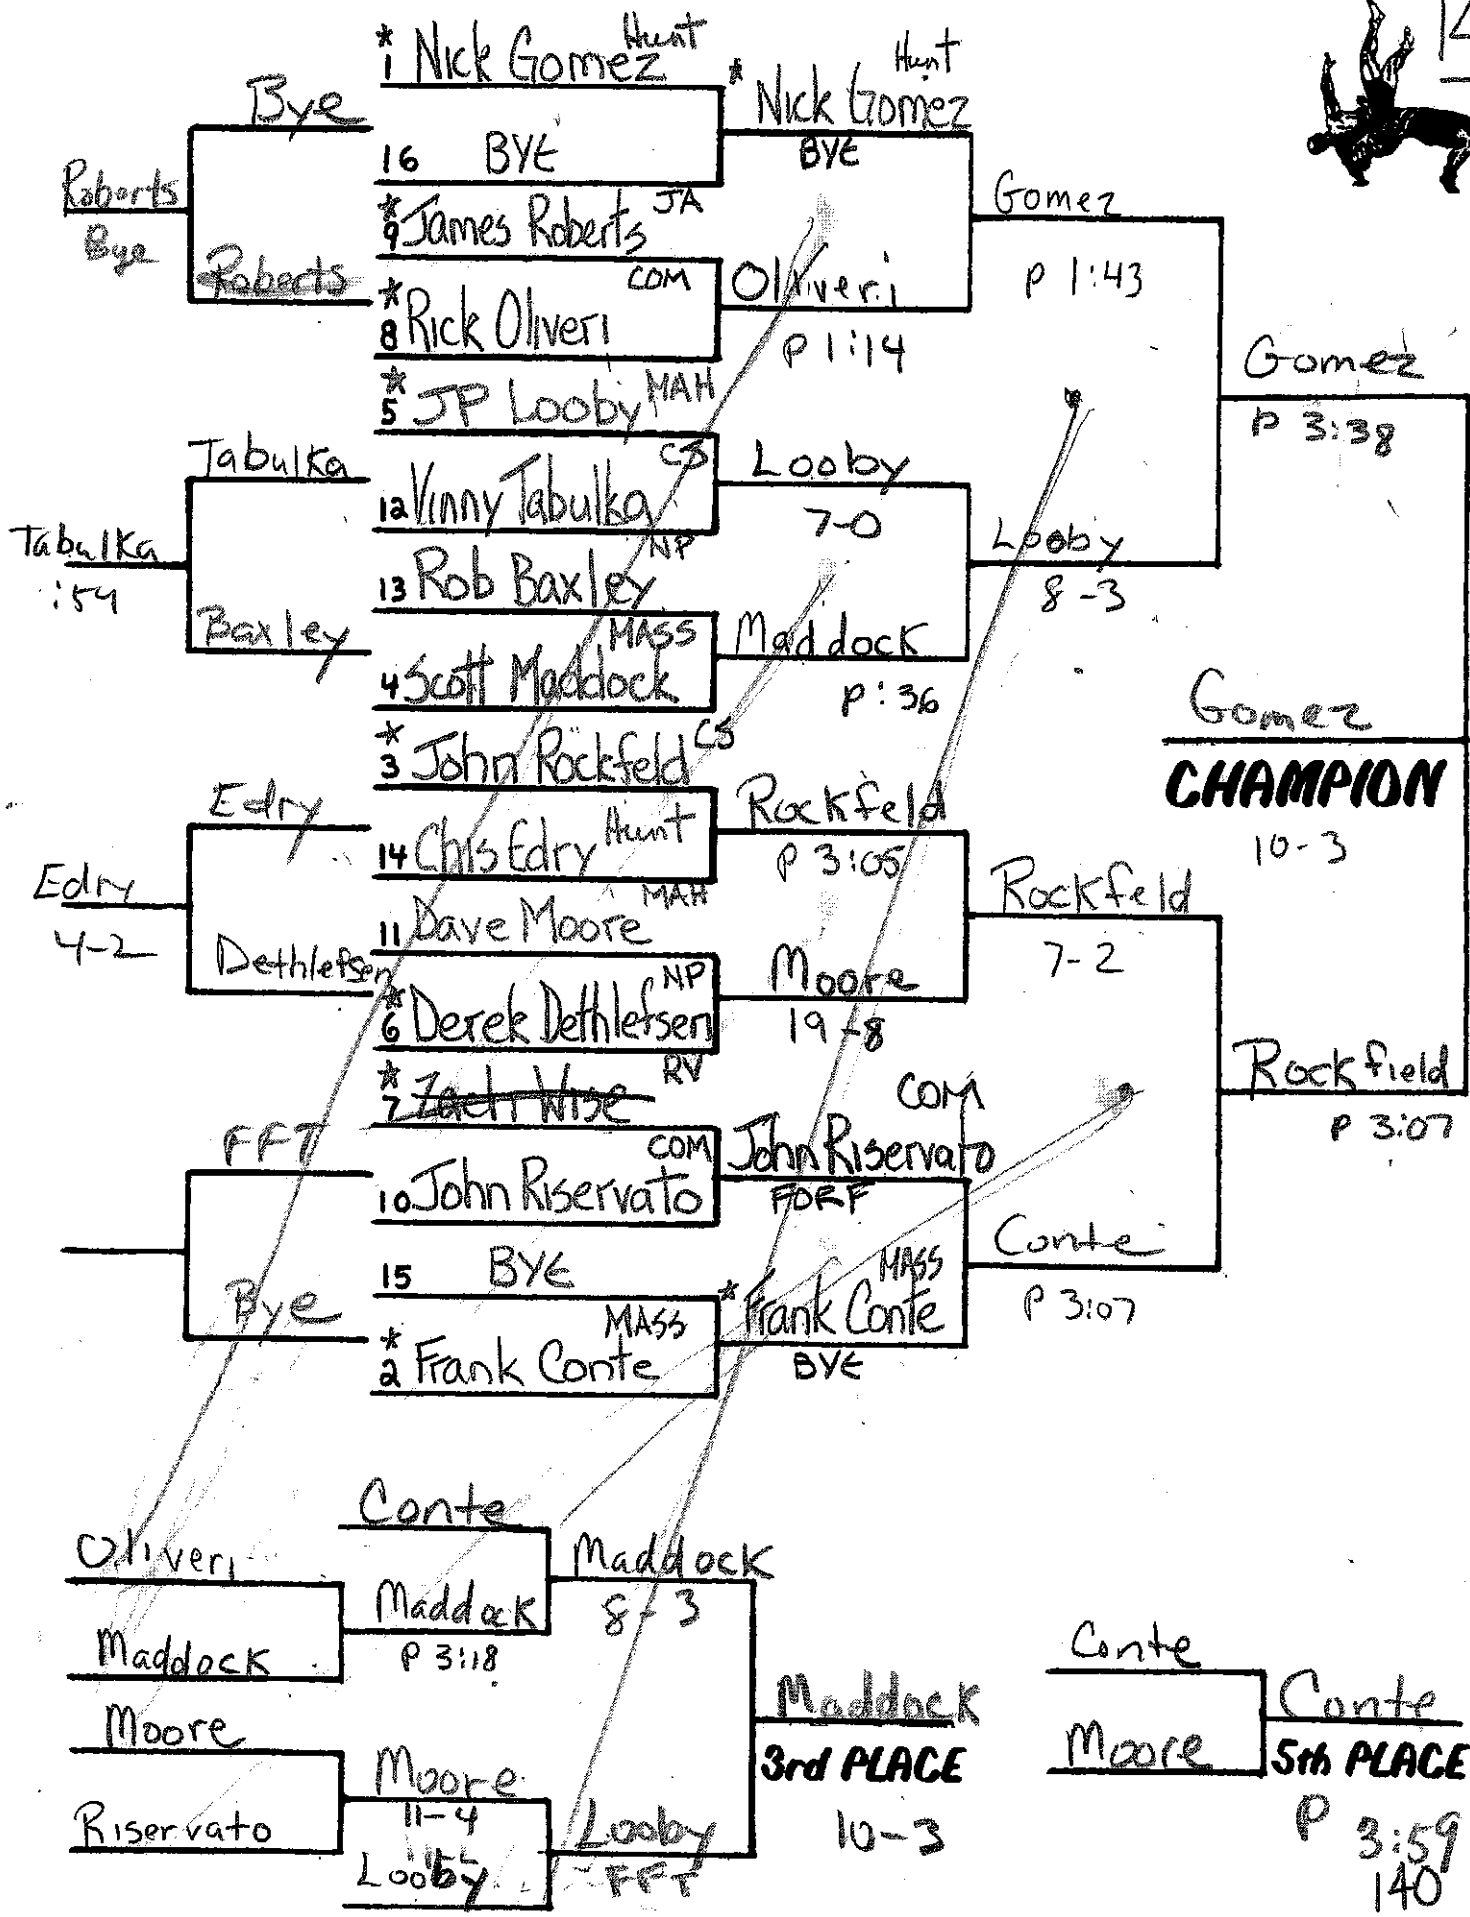 * 1 Nick Gomez Hunt
16 BYE
* 9 James Roberts JA
* 8 Rick Oliveri COM
* 5 JP Looby MAH
12 Vinny Tabulka CS
13 Rob Baxley NP
4 Scott Maddock MASS
* 3 John Rockfeld CS
14 Chris Edry Hunt
11 Dave Moore MAH
* 6 Derek Dethlefsen NP
* 7 Zach Wise RV
10 John Riservato COM
15 BYE
* 2 Frank Conte MASS
Bye
Roberts
Roberts
Bye
Tabulka
Baxley
Tabulka
:59
Edry
Dethlefsen
Edry
4-2
FFT
Bye
* Nick Gomez Hunt
BYE
Oliveri
P 1:14
Looby
7-0
Maddock
P :36
Rockfeld
P 3:05
Moore
19-8
John Riservato COM
FORF
* Frank Conte MASS
BYE
Gomez
P 1:43
Looby
8-3
Rockfeld
7-2
Conte
P 3:07
Gomez
P 3:38
Rockfield
P 3:07
Gomez
CHAMPION
10-3
Oliveri
Maddock
Moore
Riservato
Conte
Maddock
P 3:18
Moore
11-4
Looby
Maddock
8-3
Looby
FFT
Maddock
3rd PLACE
10-3
Conte
Moore
Conte
5th PLACE
P 3:59
140